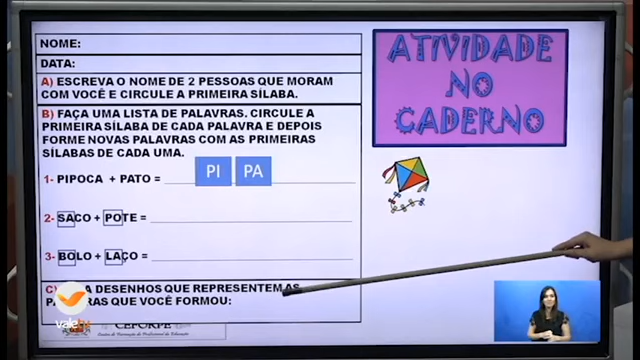 NOME:
DATA:
A) ESCREVA O NOME DE 2 PESSOAS QUE MORAM
COM VOCÊ E CIRCULE A PRIMEIRA SÍLABA.
B) FAÇA UMA LISTA DE PALAVRAS. CIRCULE A
PRIMEIRA SÍLABA DE CADA PALAVRA E DEPOIS
FORME NOVAS PALAVRAS COM AS PRIMEIRAS
SÍLABAS DE CADA UMA.
1- PIPOCA + PATO = PI PA
2- SACO + POTE =
3- BOLO + LAÇO =
C) DESENHOS QUE REPRESENTEM AS
QUE VOCÊ FORMOU:
CEFORPE
vale tv
ATIVIDADE
NO
CADERNO